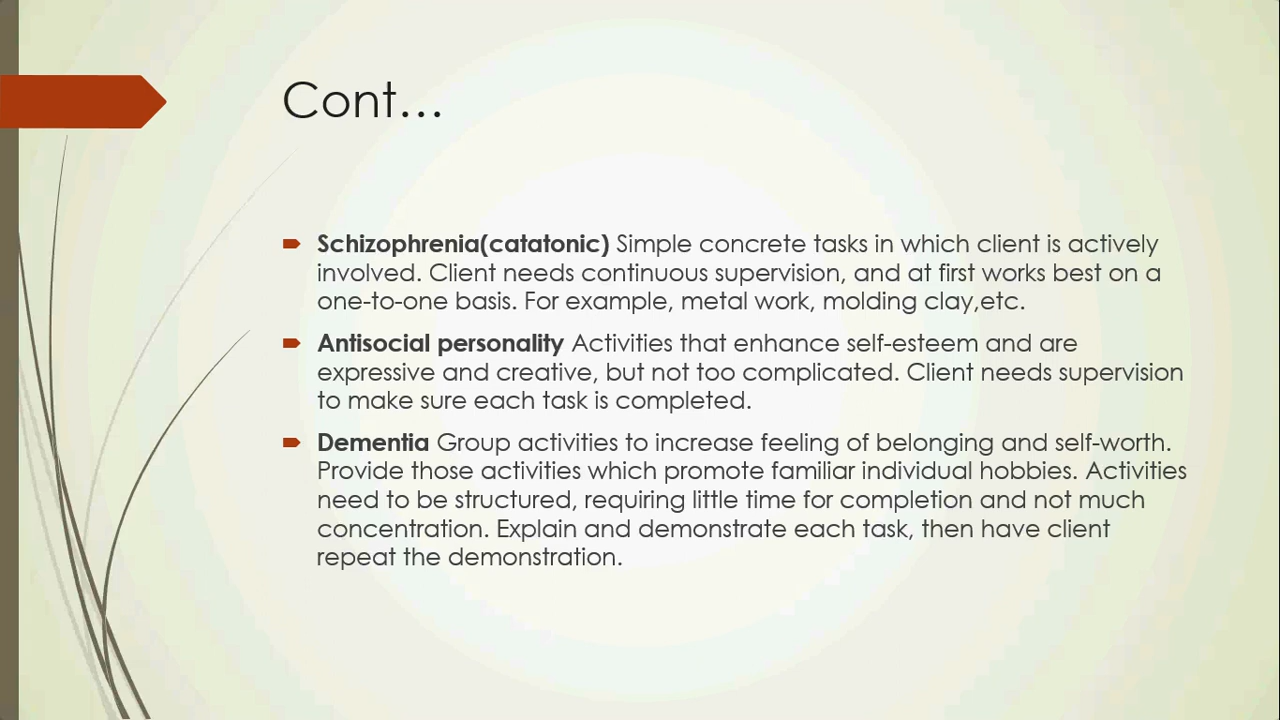 Cont...
Schizophrenia(catatonic) Simple concrete tasks in which client is actively
involved. Client needs continuous supervision, and at first works best on a
one-to-one basis. For example, metal work, molding clay,etc.
Antisocial personality Activities that enhance self-esteem and are
expressive and creative, but not too complicated. Client needs supervision
to make sure each task is completed.
Dementia Group activities to increase feeling of belonging and self-worth.
Provide those activities which promote familiar individual hobbies. Activities
need to be structured, requiring little time for completion and not much
concentration. Explain and demonstrate each task, then have client
repeat the demonstration.